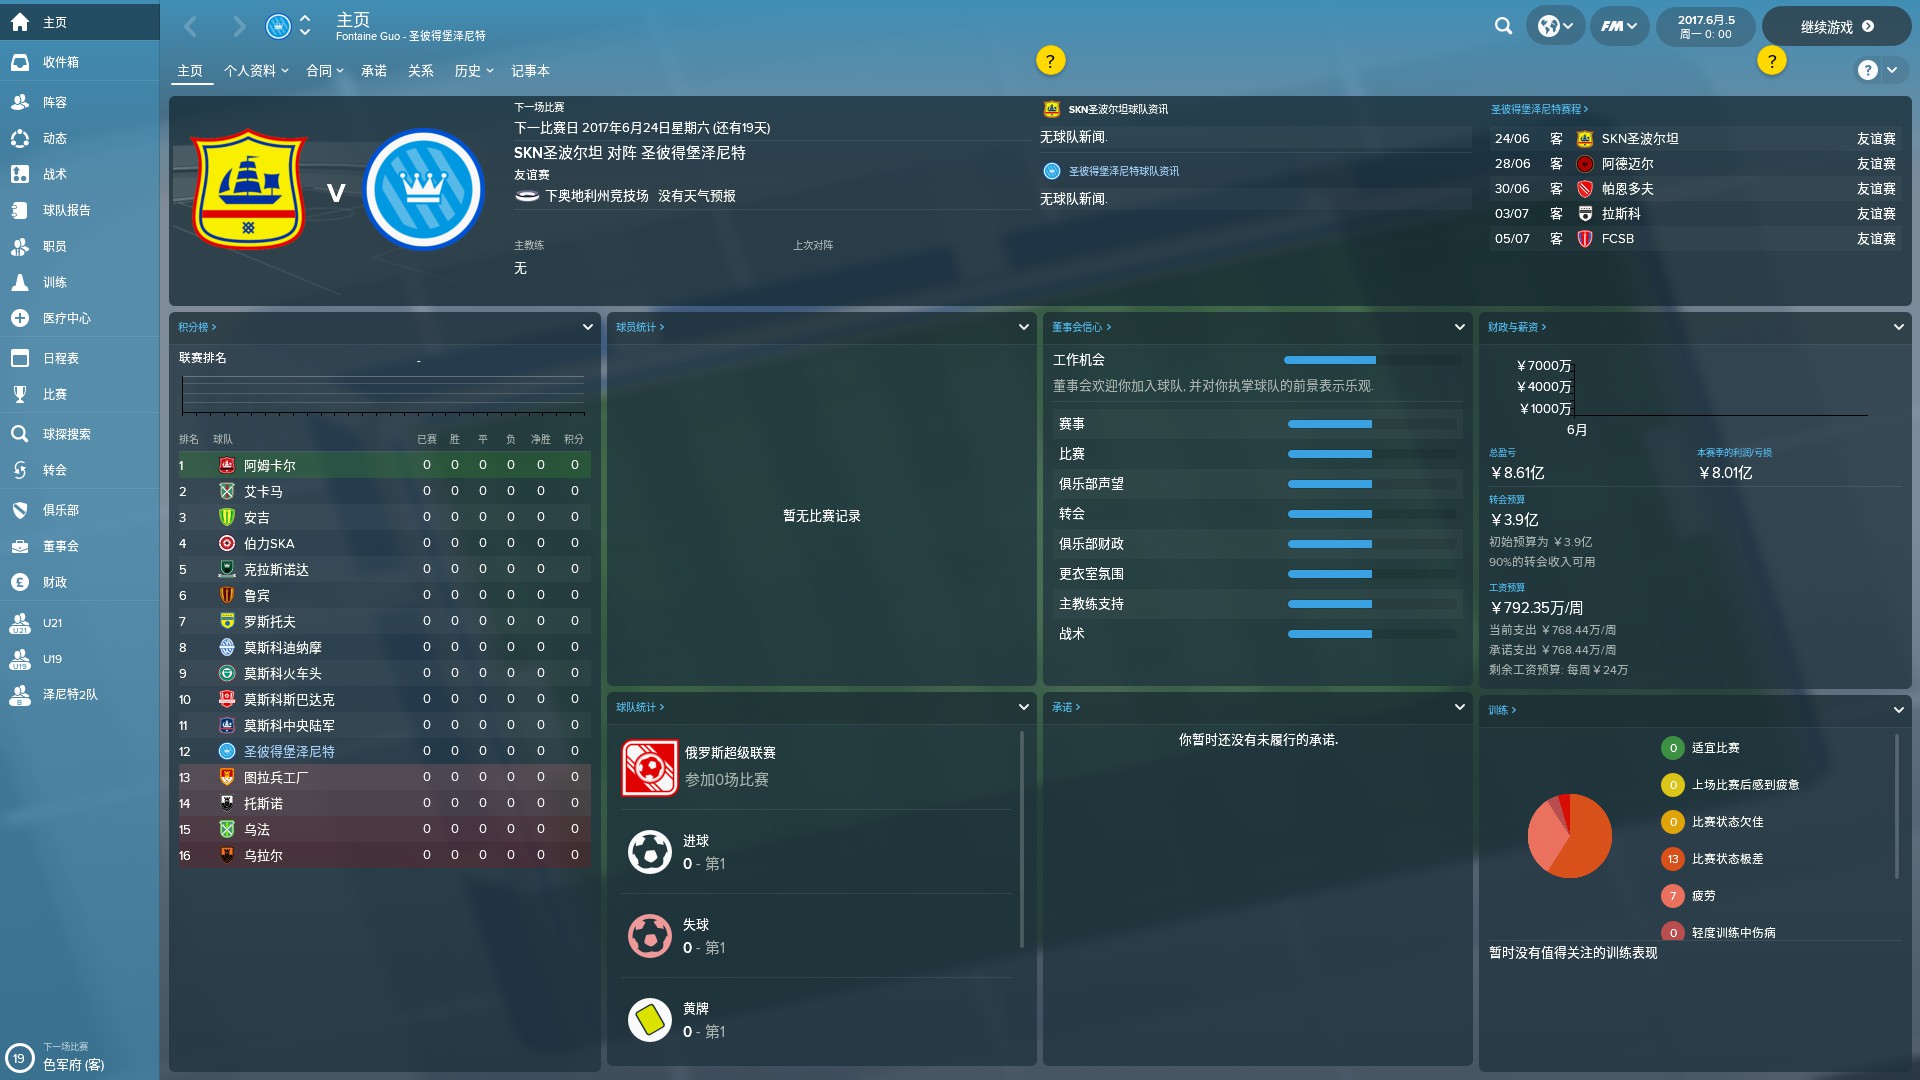 主页
收件箱
阵容
动态
战术
球队报告
职员
训练
医疗中心
日程表
比赛
球探搜索
转会
俱乐部
董事会
财政
U21
U19
泽尼特2队
下一场比赛
19 色军府 (客)
主页
Fontaine Guo - 圣彼得堡泽尼特
FM
2017.6月.5
周一 0: 00
继续游戏
主页 个人资料 合同 承诺 关系 历史 记事本
? ? ?
V
下一场比赛
下一比赛日 2017年6月24日星期六 (还有19天)
SKN圣波尔坦 对阵 圣彼得堡泽尼特
友谊赛
下奥地利州竞技场 没有天气预报
主教练 上次对阵
无
SKN圣波尔坦球队资讯
无球队新闻.
圣彼得堡泽尼特球队资讯
无球队新闻.
圣彼得堡泽尼特赛程
24/06 客 SKN圣波尔坦 友谊赛
28/06 客 阿德迈尔 友谊赛
30/06 客 帕恩多夫 友谊赛
03/07 客 拉斯科 友谊赛
05/07 客 FCSB 友谊赛
积分榜
联赛排名 -
排名 球队 已赛 胜 平 负 净胜 积分
1 阿姆卡尔 0 0 0 0 0 0
2 艾卡马 0 0 0 0 0 0
3 安吉 0 0 0 0 0 0
4 伯力SKA 0 0 0 0 0 0
5 克拉斯诺达 0 0 0 0 0 0
6 鲁宾 0 0 0 0 0 0
7 罗斯托夫 0 0 0 0 0 0
8 莫斯科迪纳摩 0 0 0 0 0 0
9 莫斯科火车头 0 0 0 0 0 0
10 莫斯科斯巴达克 0 0 0 0 0 0
11 莫斯科中央陆军 0 0 0 0 0 0
12 圣彼得堡泽尼特 0 0 0 0 0 0
13 图拉兵工厂 0 0 0 0 0 0
14 托斯诺 0 0 0 0 0 0
15 乌法 0 0 0 0 0 0
16 乌拉尔 0 0 0 0 0 0
球员统计
暂无比赛记录
球队统计
俄罗斯超级联赛
参加0场比赛
进球
0 - 第1
失球
0 - 第1
黄牌
0 - 第1
董事会信心
工作机会
董事会欢迎你加入球队, 并对你执掌球队的前景表示乐观.
赛事
比赛
俱乐部声望
转会
俱乐部财政
更衣室氛围
主教练支持
战术
承诺
你暂时还没有未履行的承诺.
财政与薪资
￥7000万
￥4000万
￥1000万
6月
总盈亏 本赛季的利润/亏损
￥8.61亿 ￥8.01亿
转会预算
￥3.9亿
初始预算为 ￥3.9亿
90%的转会收入可用
工资预算
￥792.35万/周
当前支出 ￥768.44万/周
承诺支出 ￥768.44万/周
剩余工资预算: 每周￥24万
训练
0 适宜比赛
0 上场比赛后感到疲惫
0 比赛状态欠佳
13 比赛状态极差
7 疲劳
0 轻度训练中伤病
暂时没有值得关注的训练表现